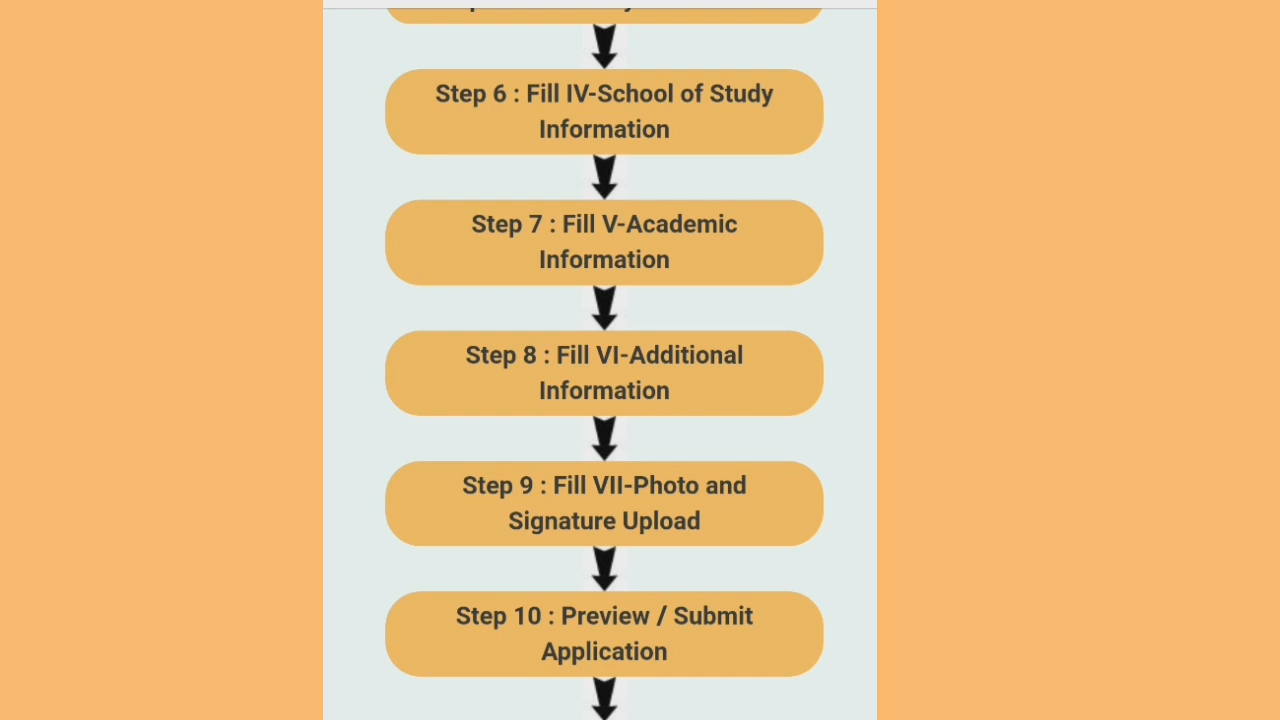 Step 6 : Fill IV-School of Study
Information
Step 7 : Fill V-Academic
Information
Step 8 : Fill VI-Additional
Information
Step 9 : Fill VII-Photo and
Signature Upload
Step 10 : Preview / Submit
Application